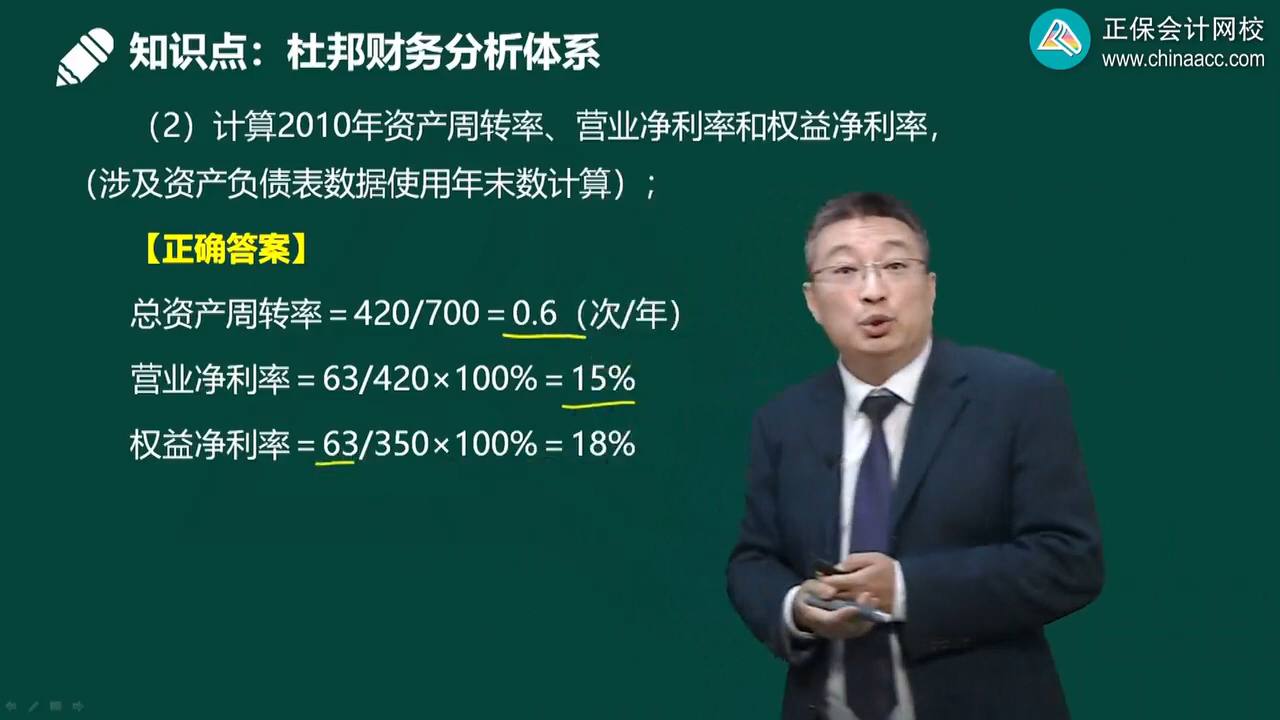 正保会计网校
www.chinaacc.com
知识点：杜邦财务分析体系
（2）计算2010年资产周转率、营业净利率和权益净利率，
（涉及资产负债表数据使用年末数计算）；
【正确答案】
总资产周转率＝420/700＝0.6（次/年）
营业净利率＝63/420×100%＝15%
权益净利率＝63/350×100%＝18%